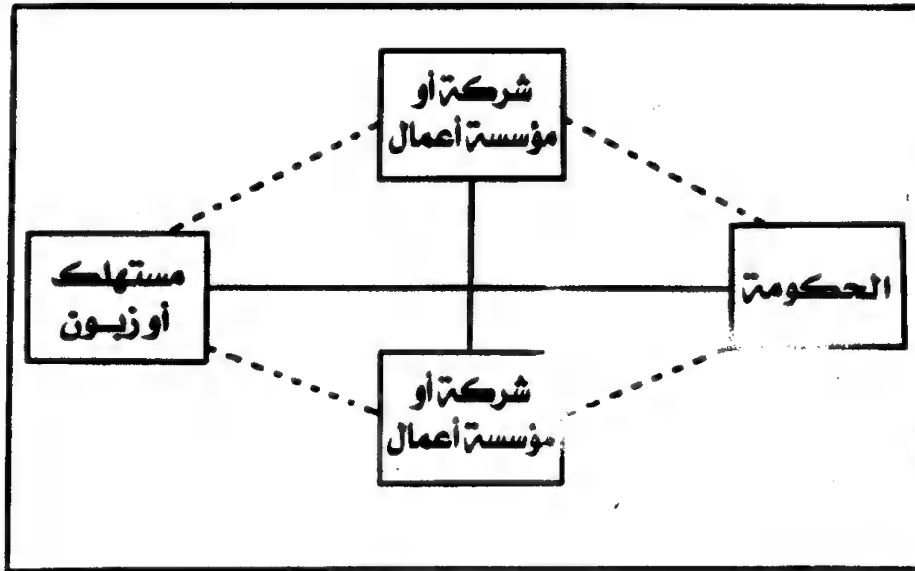 شركة أو
مؤسسة أعمال
الحكومة
مستهلك
أو زبون
شركة أو
مؤسسة أعمال